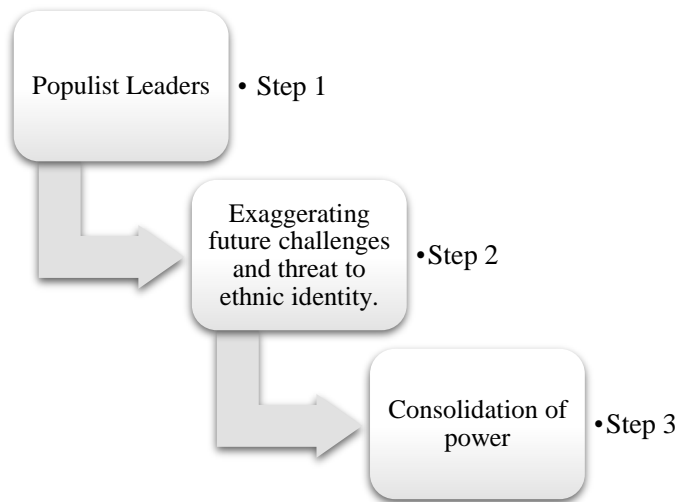 Populist Leaders
• Step 1
Exaggerating
future challenges
and threat to
ethnic identity.
•Step 2
Consolidation of
power
•Step 3